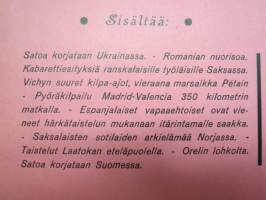 Sisältää:
Satoa korjataan Ukrainassa. - Romanian nuorisoa.
Kabarettiesityksiä ranskalaisille työläisille Saksassa.
Vichyn suuret kilpa-ajot, vieraana marsalkka Pétain
- Pyöräkilpailu Madrid-Valencia 350 kilometrin
matkalla. - Espanjalaiset vapaaehtoiset ovat vie-
neet härkätaistelun mukanaan itärintamalle saakka.
- Saksalaisten sotilaiden arkielämää Norjassa. -
Taistelut Laatokan eteläpuolella. - Orelin lohkolta.
Satoa korjataan Suomessa.